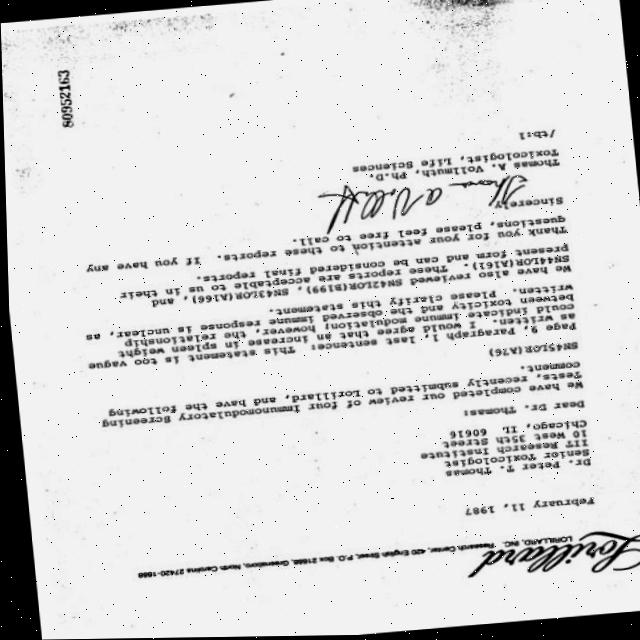 Lorillard
LORILLARD, INC. Research Center, 420 English Street, P.O. Box 21688, Greensboro, North Carolina 27420-1688
February 11, 1987
Dr. Peter T. Thomas
Senior Toxicologist
IIT Research Institute
10 West 35th Street
Chicago, IL 60616
Dear Dr. Thomas:
We have completed our review of four Immunomodulatory Screening
Tests, recently submitted to Lorillard, and have the following
comment.
SN45LOR(A76)
Page 9, Paragraph 1, last sentence: This statement is too vague
as written. I would agree that an increase in spleen weight
could indicate immune modulation; however, the relationship
between toxicity and the observed immune response is unclear, as
written. Please clarify this statement.
We have also reviewed SN42LOR(B199), SN43LOR(A166), and
SN44LOR(A161). These reports are acceptable to us in their
present form and can be considered final reports.
Thank you for your attention to these reports. If you have any
questions, please feel free to call.
Sincerely,
Thomas A. Vollmuth, Ph.D.
Toxicologist, Life Sciences
/tb:1
80952163